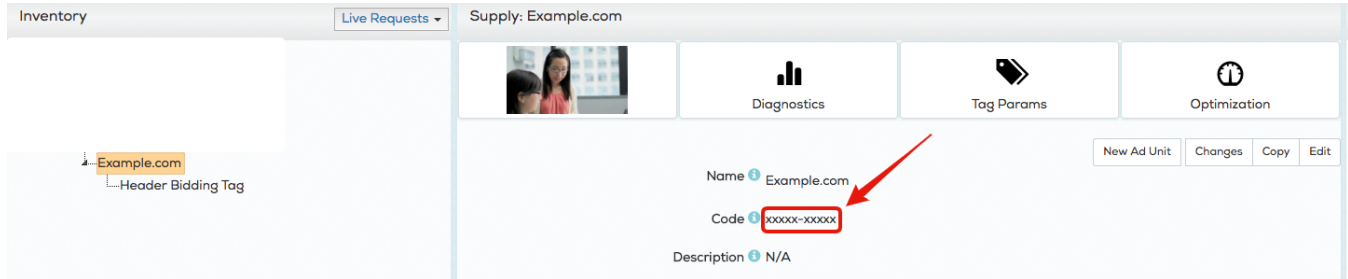 Inventory
Live Requests
Supply: Example.com
Diagnostics
Tag Params
Optimization
New Ad Unit
Changes
Copy
Edit
Example.com
Header Bidding Tag
Name Example.com
Code xxxxx-xxxxx
Description N/A